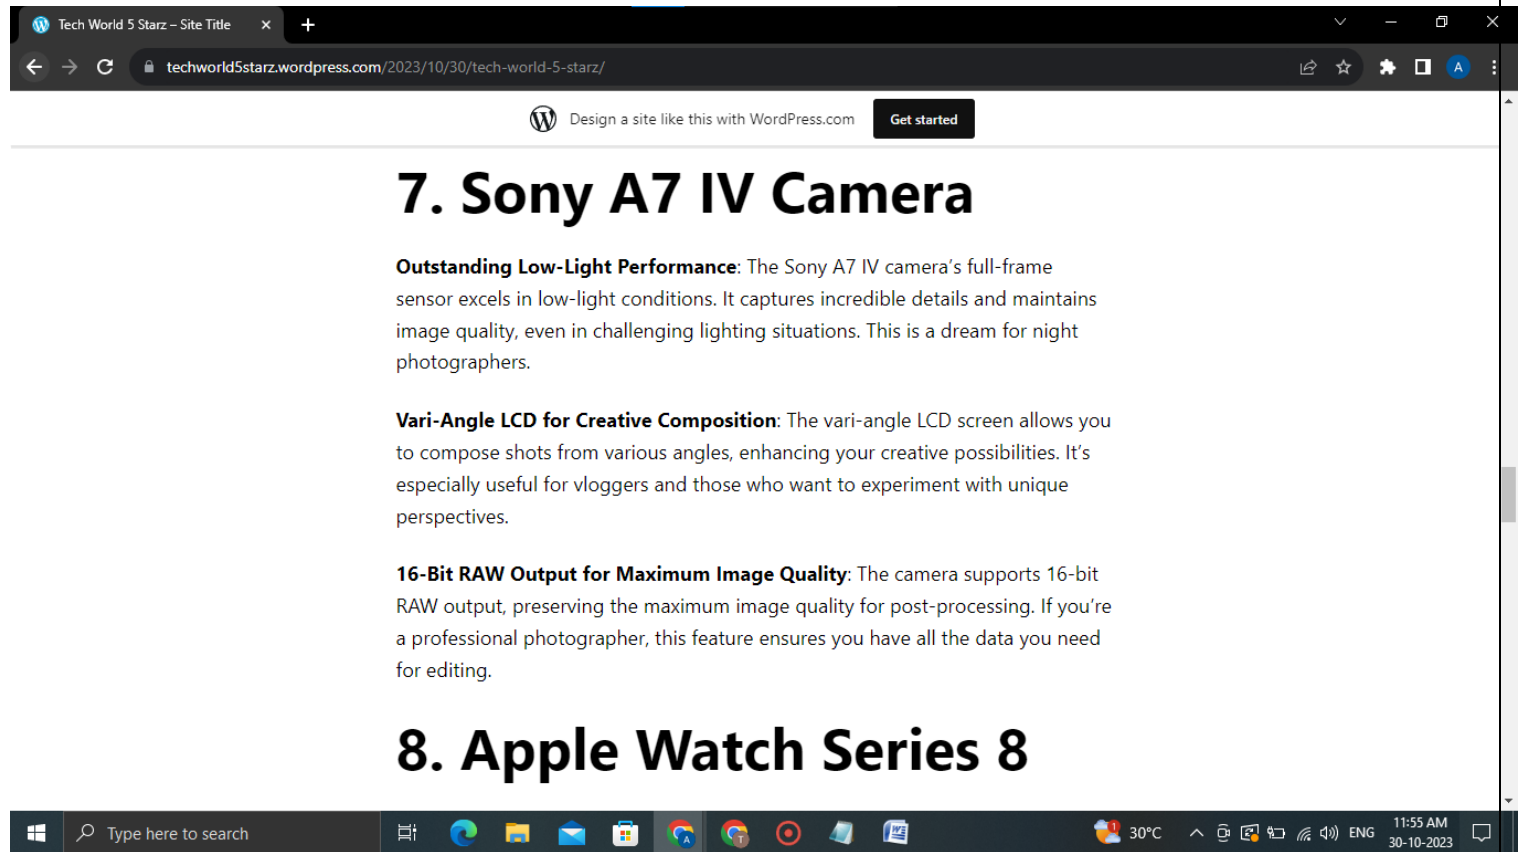 Tech World 5 Starz – Site Title
techworld5starz.wordpress.com/2023/10/30/tech-world-5-starz/
A
Design a site like this with WordPress.com
Get started
7. Sony A7 IV Camera
Outstanding Low-Light Performance: The Sony A7 IV camera’s full-frame
sensor excels in low-light conditions. It captures incredible details and maintains
image quality, even in challenging lighting situations. This is a dream for night
photographers.
Vari-Angle LCD for Creative Composition: The vari-angle LCD screen allows you
to compose shots from various angles, enhancing your creative possibilities. It’s
especially useful for vloggers and those who want to experiment with unique
perspectives.
16-Bit RAW Output for Maximum Image Quality: The camera supports 16-bit
RAW output, preserving the maximum image quality for post-processing. If you’re
a professional photographer, this feature ensures you have all the data you need
for editing.
8. Apple Watch Series 8
Type here to search
1
30°C
ENG
11:55 AM
30-10-2023